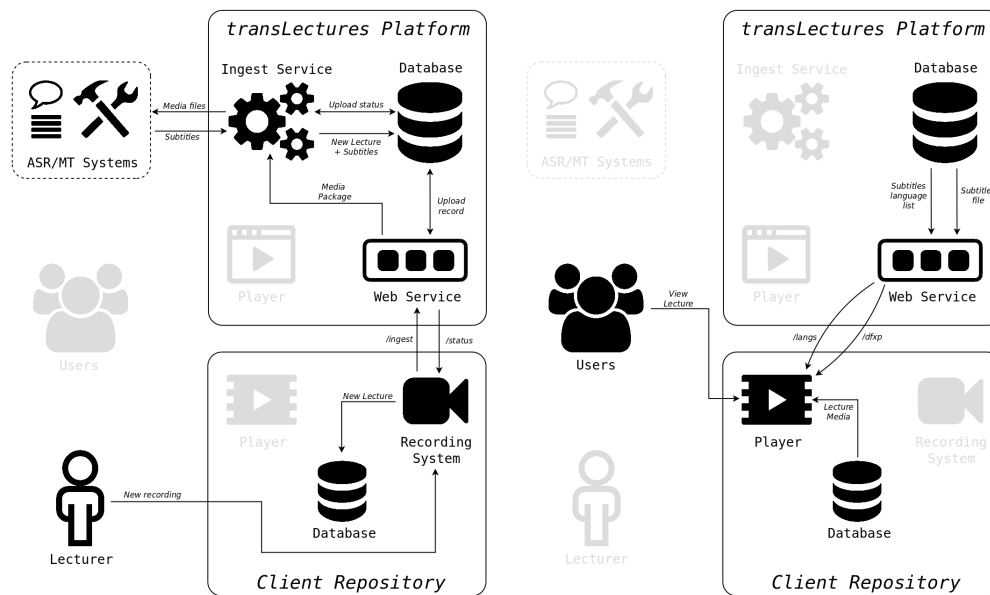 transLectures Platform
Ingest Service
Database
Media files
Subtitles
ASR/MT Systems
Upload status
New Lecture
+ Subtitles
Media
Package
Upload
record
Player
Web Service
Users
/ingest
/status
New Lecture
Player
Recording
System
New recording
Database
Lecturer
Client Repository
transLectures Platform
Ingest Service
Database
ASR/MT Systems
Subtitles
language
list
Subtitle
file
Player
Web Service
View
Lecture
Users
/langs
/dfxp
Lecture
Media
Player
Recording
System
Database
Lecturer
Client Repository